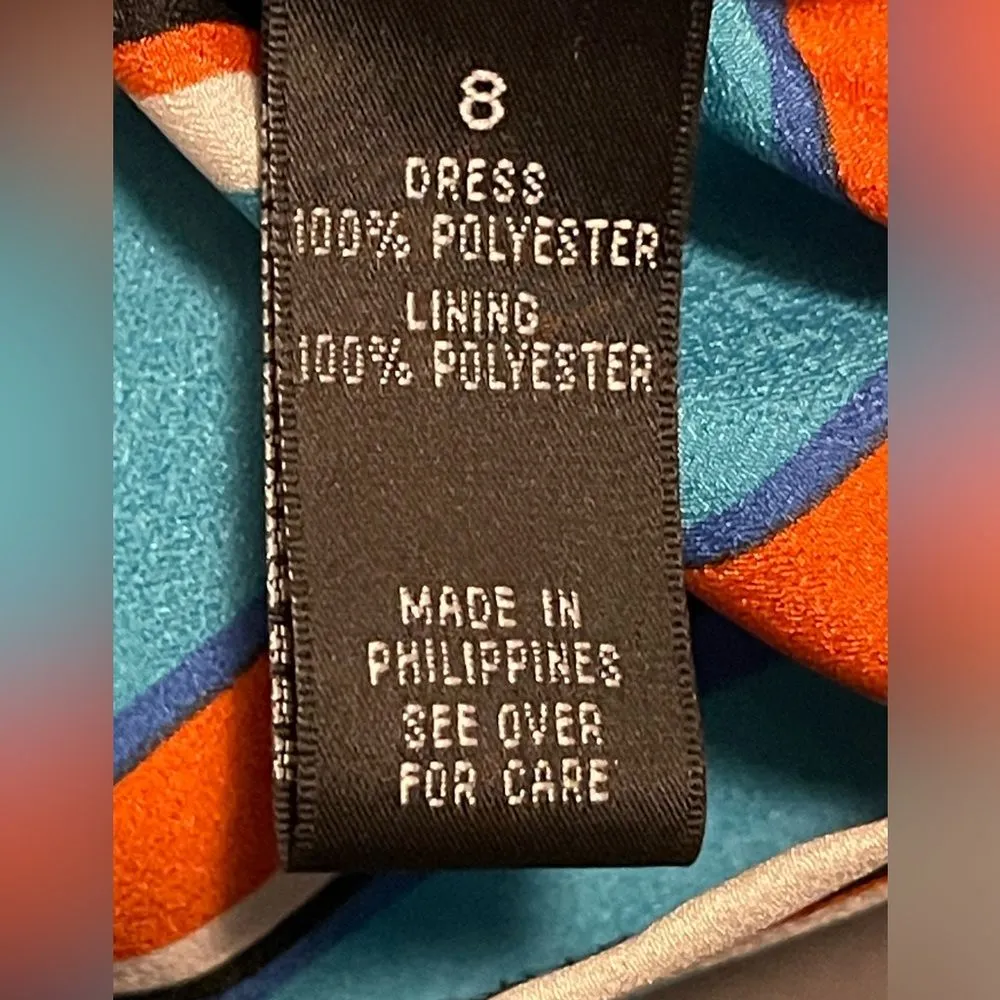 8
DRESS
100% POLYESTER
LINING
100% POLYESTER
MADE IN
PHILIPPINES
SEE OVER
FOR CARE